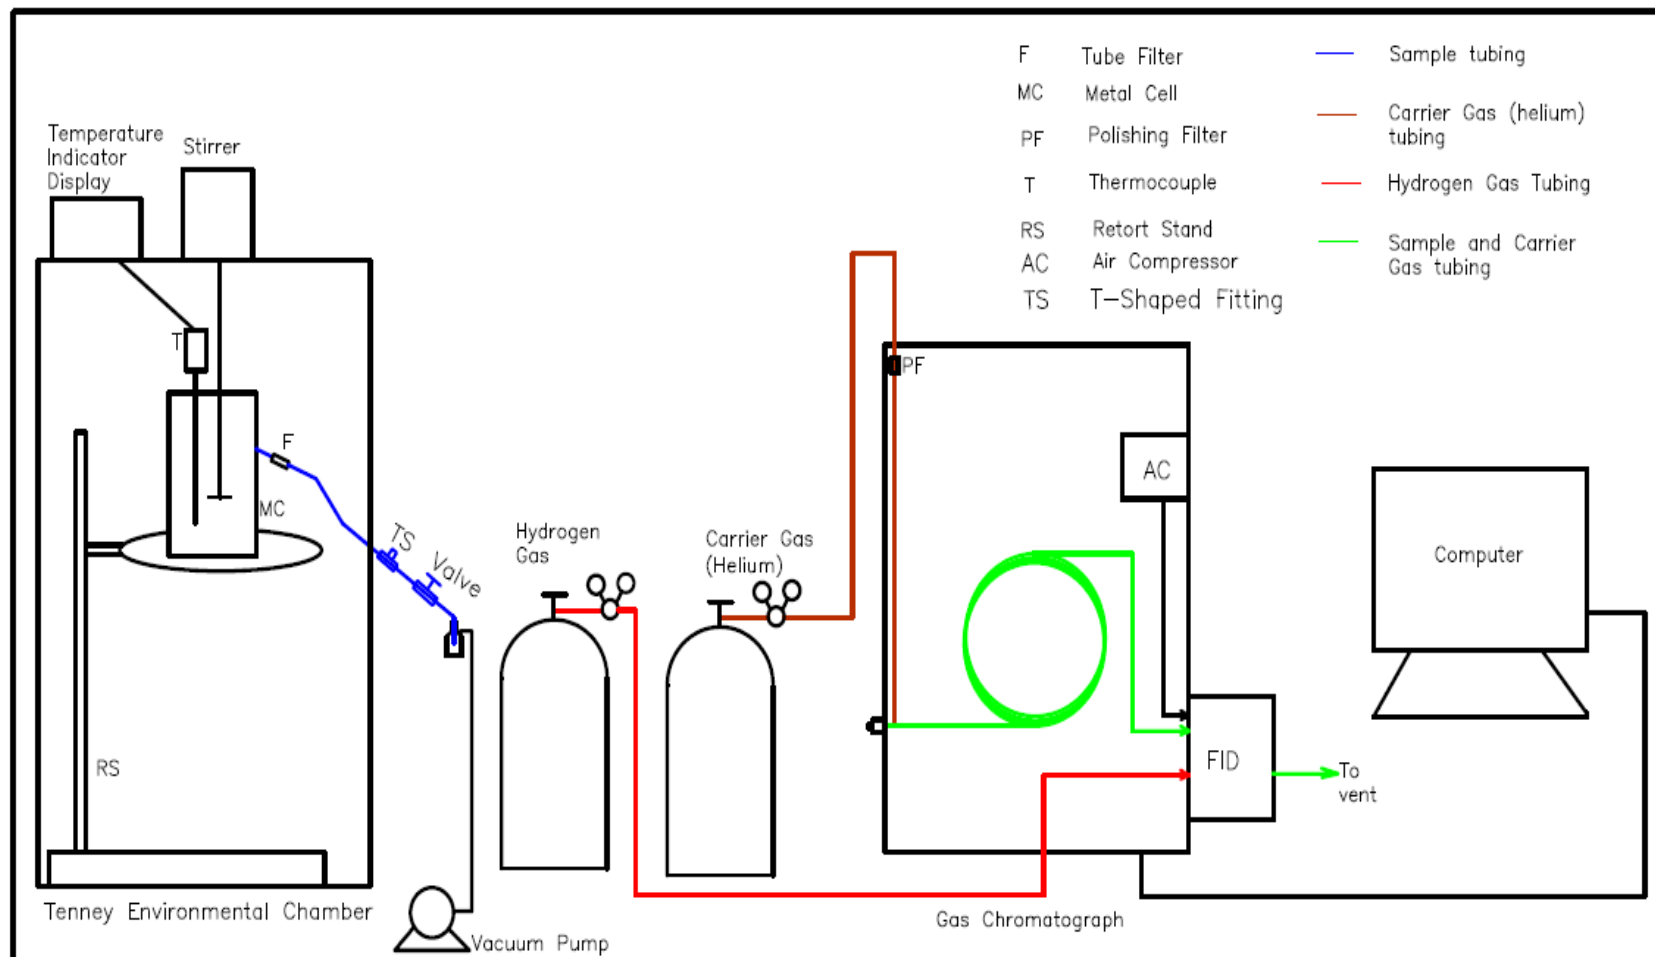 F Tube Filter
MC Metal Cell
PF Polishing Filter
T Thermocouple
RS Retort Stand
AC Air Compressor
TS T-Shaped Fitting
Sample tubing
Carrier Gas (helium)
tubing
Hydrogen Gas Tubing
Sample and Carrier
Gas tubing
Temperature
Indicator
Display
Stirrer
T
F
MC
TS
Valve
RS
Tenney Environmental Chamber
Vacuum Pump
Hydrogen
Gas
Carrier Gas
(Helium)
PF
AC
FID
To
vent
Gas Chromatograph
Computer